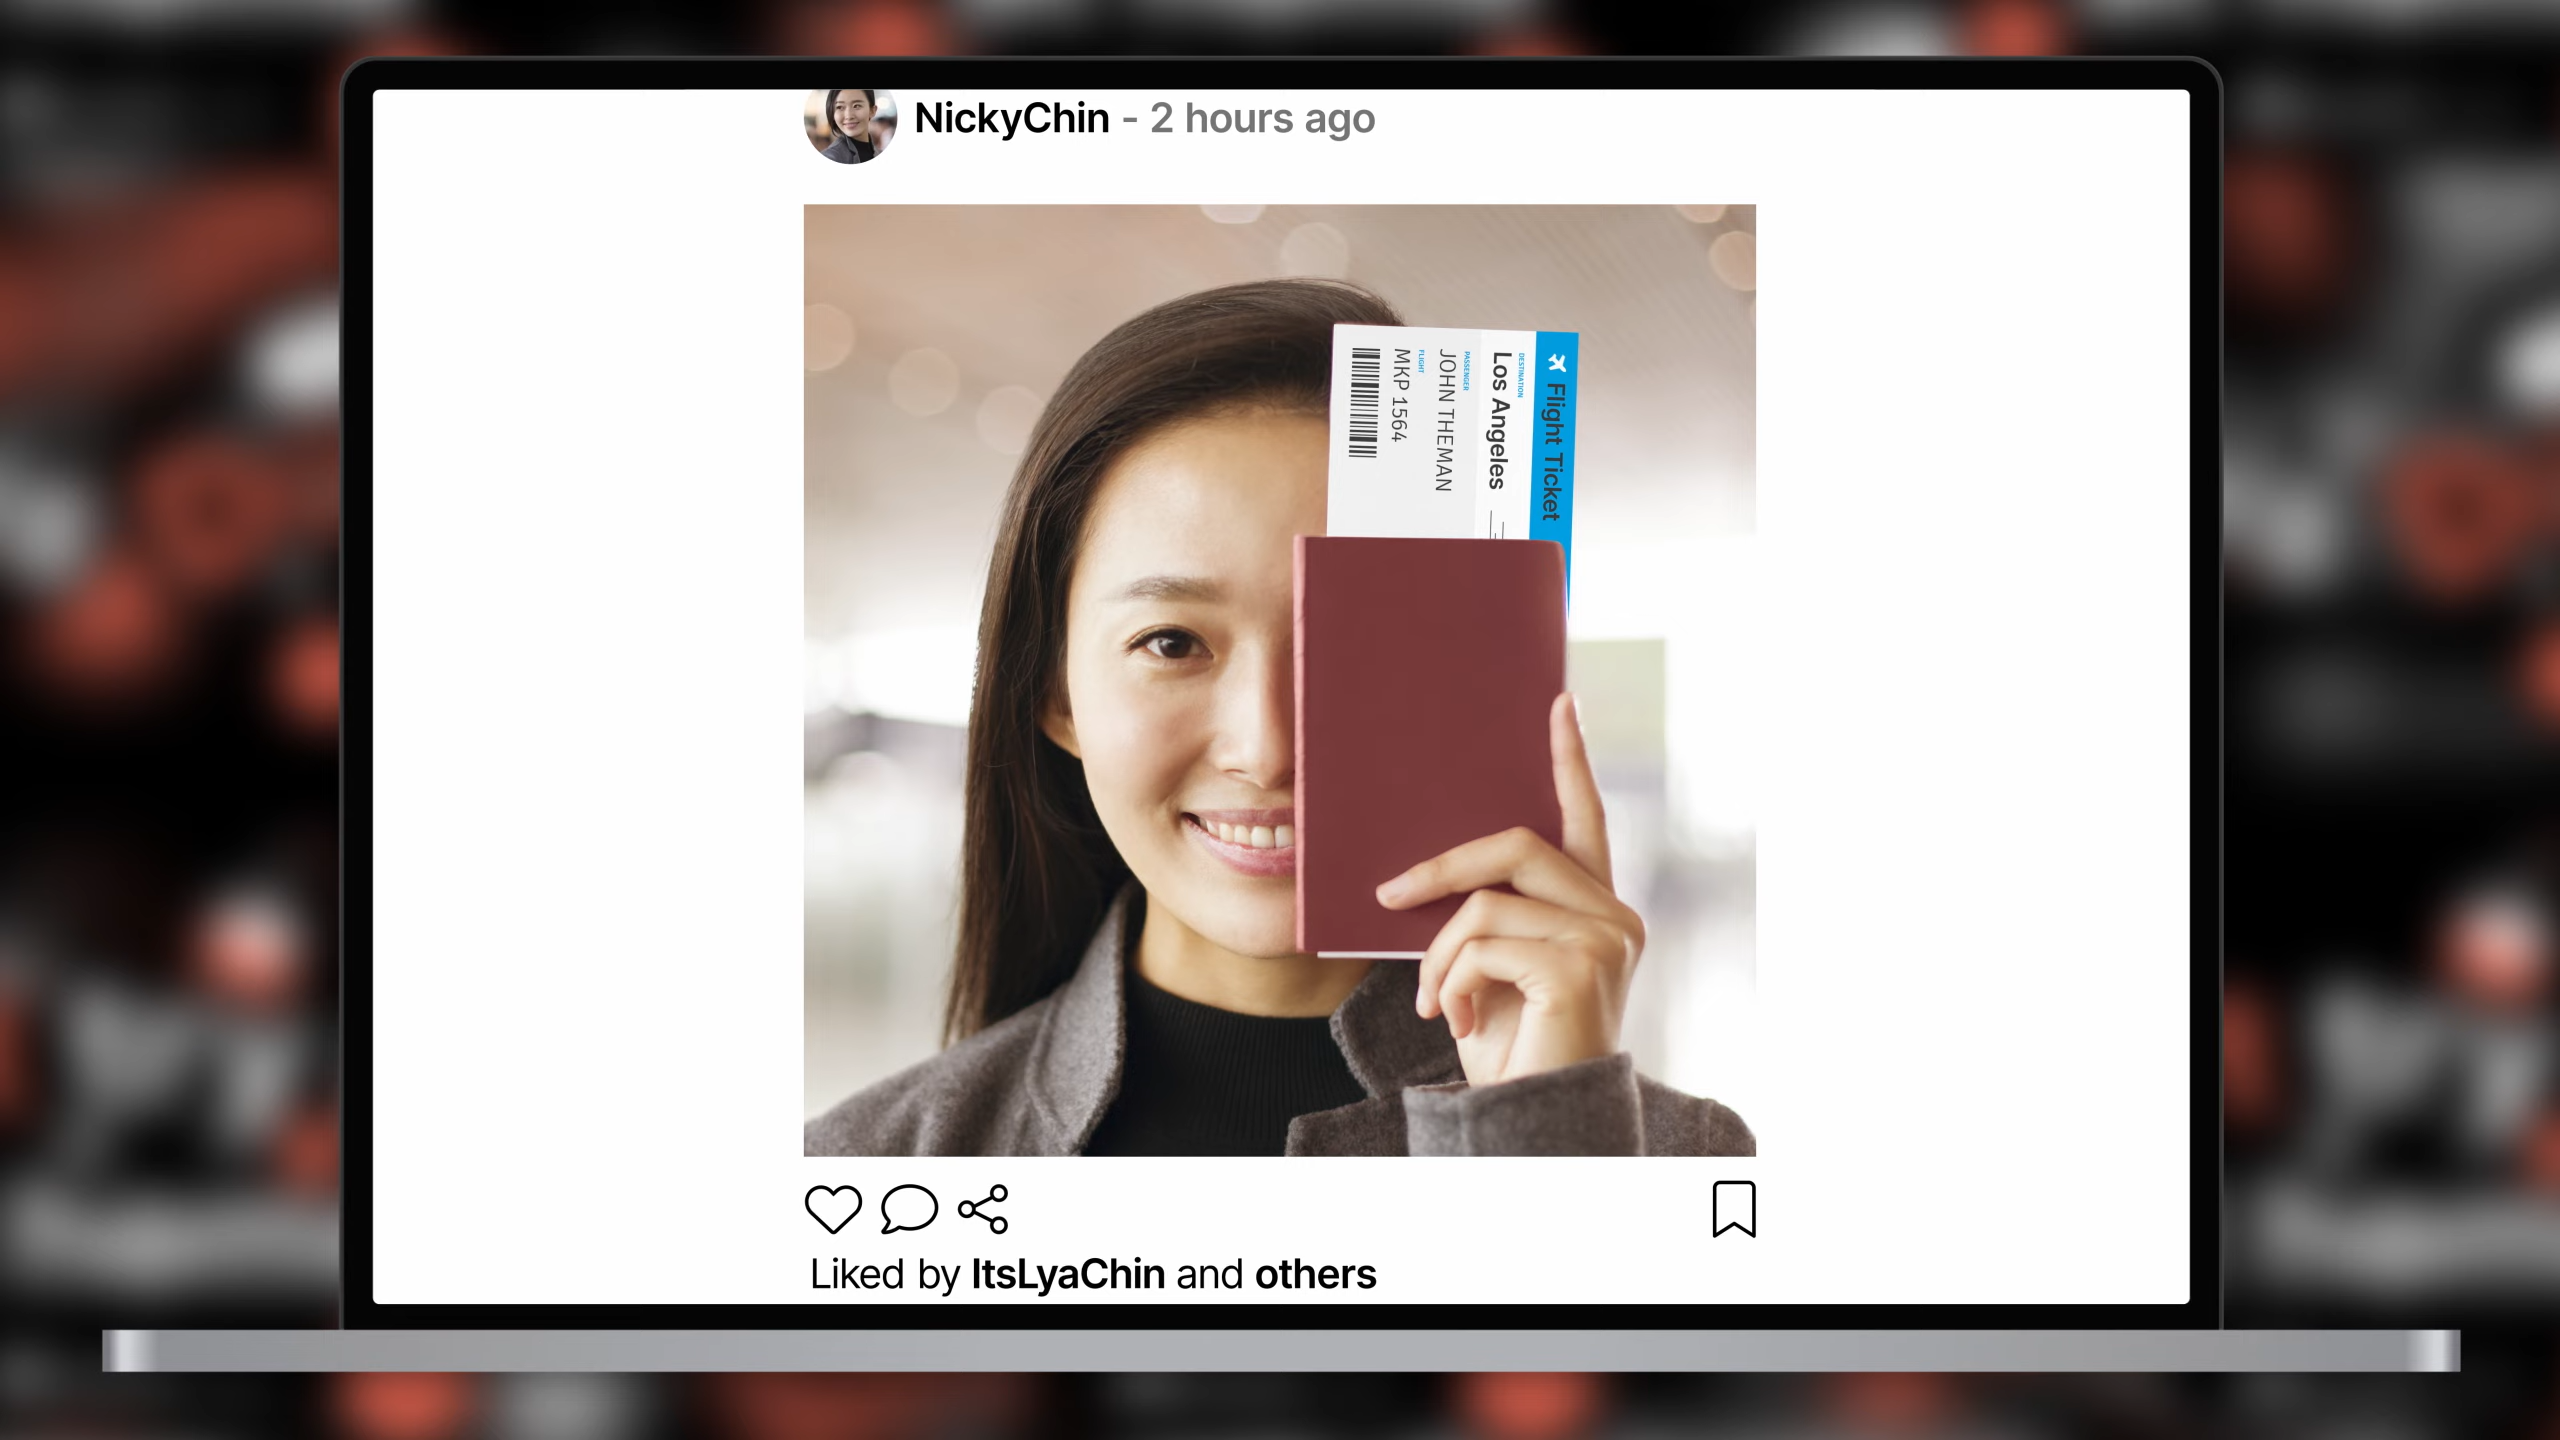 NickyChin - 2 hours ago
Flight Ticket
DESTINATION
Los Angeles
PASSENGER
JOHN THEMAN
FLIGHT
MKP 1564
Liked by ItsLyaChin and others